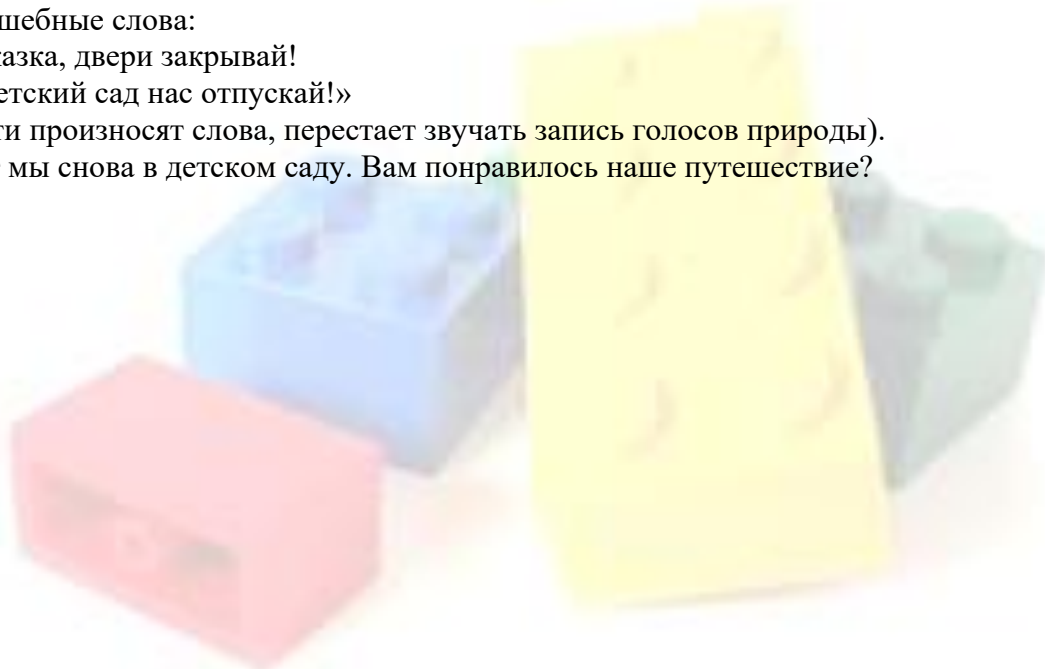 шебные слова:
казка, двери закрывай!
етский сад нас отпускай!»
ти произносят слова, перестает звучать запись голосов природы).
мы снова в детском саду. Вам понравилось наше путешествие?